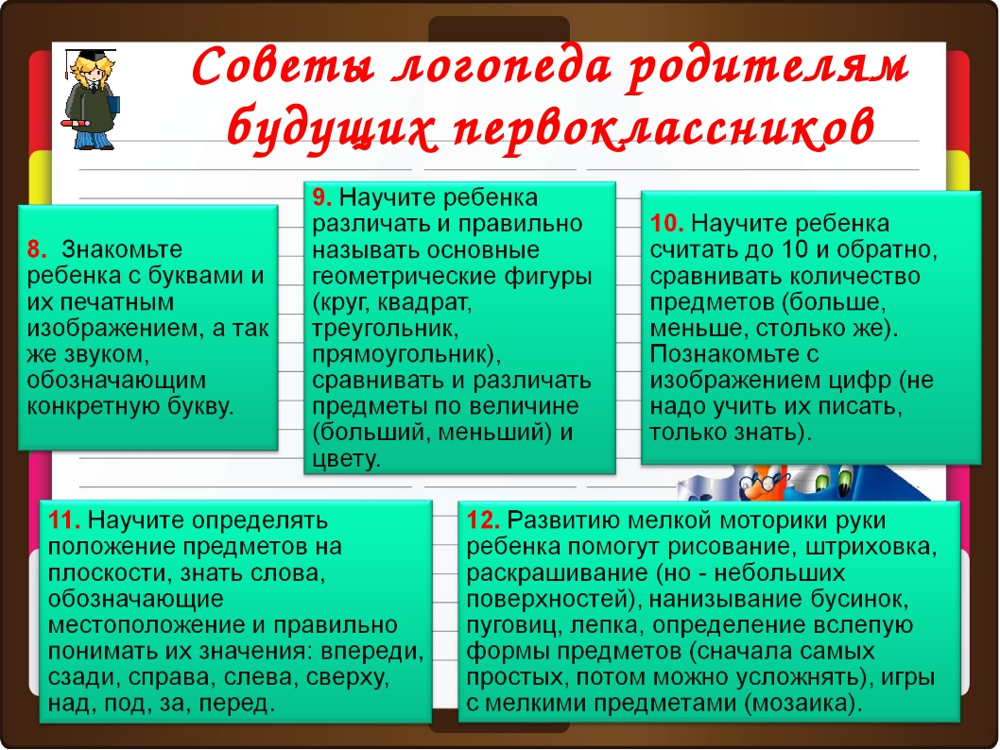 Советы логопеда родителям
будущих первоклассников
8. Знакомьте
ребенка с буквами и
их печатным
изображением, а так
же звуком,
обозначающим
конкретную букву.
9. Научите ребенка
различать и правильно
называть основные
геометрические фигуры
(круг, квадрат,
треугольник,
прямоугольник),
сравнивать и различать
предметы по величине
(больший, меньший) и
цвету.
10. Научите ребенка
считать до 10 и обратно,
сравнивать количество
предметов (больше,
меньше, столько же).
Познакомьте с
изображением цифр (не
надо учить их писать,
только знать).
11. Научите определять
положение предметов на
плоскости, знать слова,
обозначающие
местоположение и правильно
понимать их значения: впереди,
сзади, справа, слева, сверху,
над, под, за, перед.
12. Развитию мелкой моторики руки
ребенка помогут рисование, штриховка,
раскрашивание (но - небольших
поверхностей), нанизывание бусинок,
пуговиц, лепка, определение вслепую
формы предметов (сначала самых
простых, потом можно усложнять), игры
с мелкими предметами (мозаика).